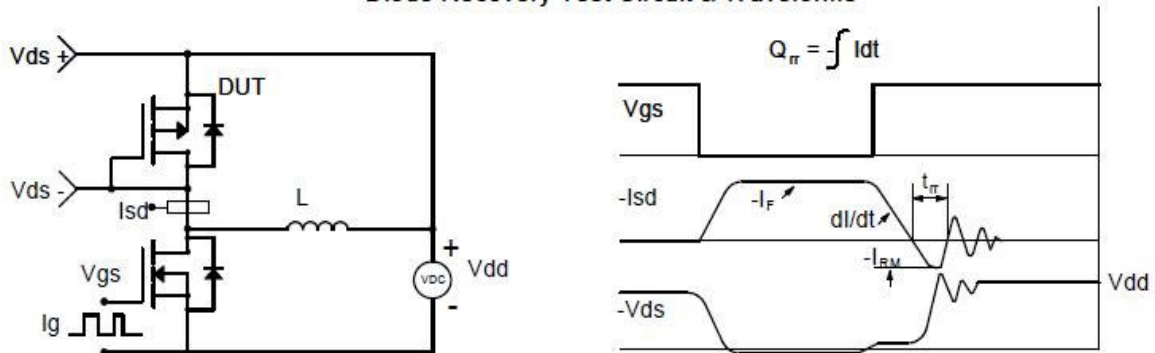 Diode Recovery Test Circuit & Waveforms
Vds +
DUT
Vds -
Isd
L
Vgs
Ig
+
VDC
-
Vdd
Qrr = -∫ Idt
Vgs
-Isd
-IF
dI/dt
trr
-IRM
-Vds
Vdd